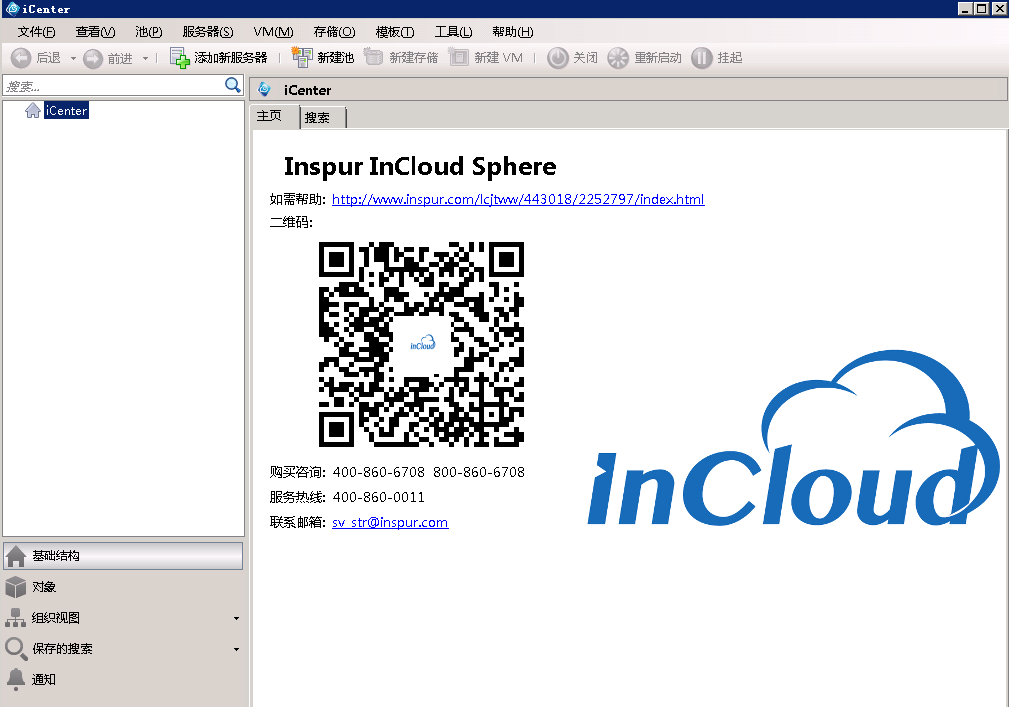 iCenter
文件(F) 查看(V) 池(P) 服务器(S) VM(M) 存储(O) 模板(T) 工具(L) 帮助(H)
后退 前进 添加新服务器 新建池 新建存储 新建 VM 关闭 重新启动 挂起
搜索...
iCenter
iCenter
主页 搜索
Inspur InCloud Sphere
如需帮助: http://www.inspur.com/lcjtww/443018/2252797/index.html
二维码:
inCloud
购买咨询: 400-860-6708 800-860-6708
服务热线: 400-860-0011
联系邮箱: sv_str@inspur.com
inCloud
基础结构
对象
组织视图
保存的搜索
通知